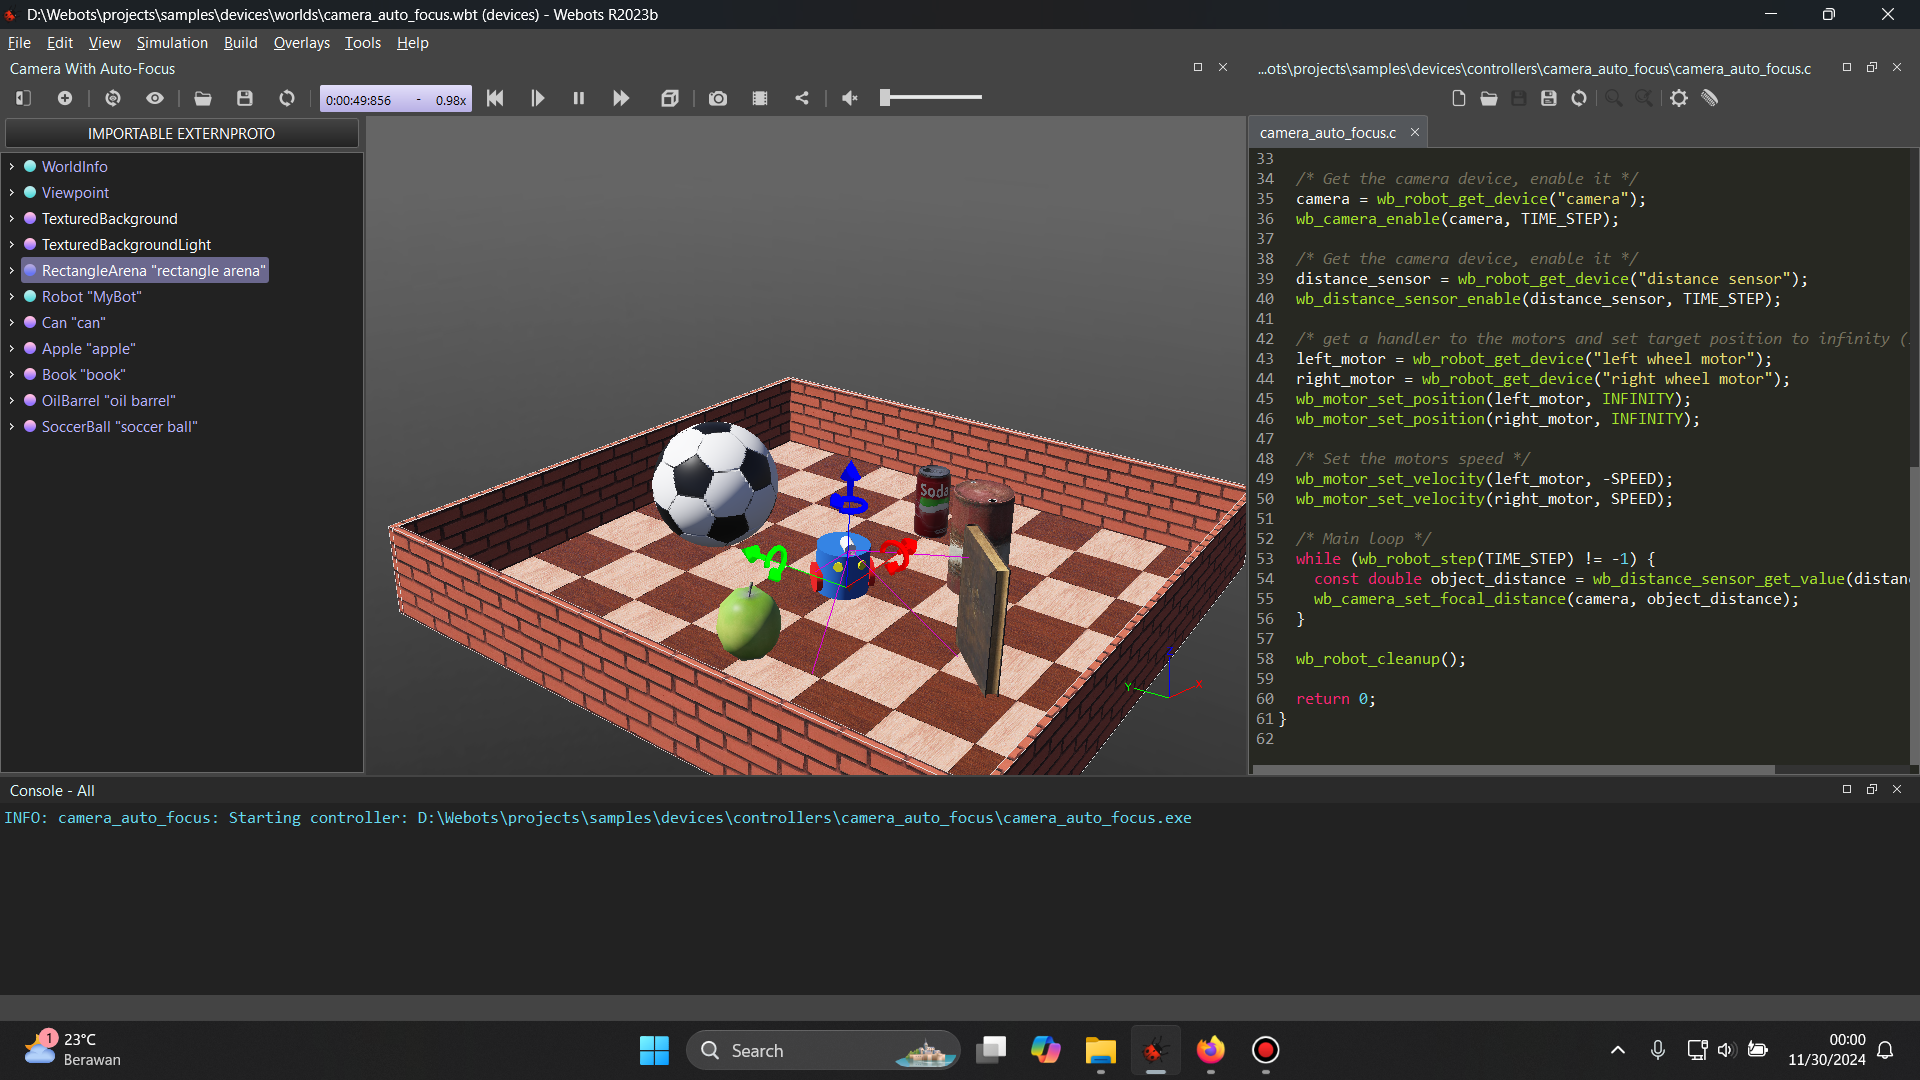 D:\Webots\projects\samples\devices\worlds\camera_auto_focus.wbt (devices) - Webots R2023b
File Edit View Simulation Build Overlays Tools Help
Camera With Auto-Focus
...ots\projects\samples\devices\controllers\camera_auto_focus\camera_auto_focus.c
0:00:49:856 - 0.98x
IMPORTABLE EXTERNPROTO
WorldInfo
Viewpoint
TexturedBackground
TexturedBackgroundLight
RectangleArena "rectangle arena"
Robot "MyBot"
Can "can"
Apple "apple"
Book "book"
OilBarrel "oil barrel"
SoccerBall "soccer ball"
Soda
Y
X
camera_auto_focus.c
33
34 /* Get the camera device, enable it */
35 camera = wb_robot_get_device("camera");
36 wb_camera_enable(camera, TIME_STEP);
37
38 /* Get the camera device, enable it */
39 distance_sensor = wb_robot_get_device("distance sensor");
40 wb_distance_sensor_enable(distance_sensor, TIME_STEP);
41
42 /* get a handler to the motors and set target position to infinity (
43 left_motor = wb_robot_get_device("left wheel motor");
44 right_motor = wb_robot_get_device("right wheel motor");
45 wb_motor_set_position(left_motor, INFINITY);
46 wb_motor_set_position(right_motor, INFINITY);
47
48 /* Set the motors speed */
49 wb_motor_set_velocity(left_motor, -SPEED);
50 wb_motor_set_velocity(right_motor, SPEED);
51
52 /* Main loop */
53 while (wb_robot_step(TIME_STEP) != -1) {
54 const double object_distance = wb_distance_sensor_get_value(distan
55 wb_camera_set_focal_distance(camera, object_distance);
56 }
57
58 wb_robot_cleanup();
59
60 return 0;
61 }
62
Console - All
INFO: camera_auto_focus: Starting controller: D:\Webots\projects\samples\devices\controllers\camera_auto_focus\camera_auto_focus.exe
1
23°C
Berawan
Search
00:00
11/30/2024